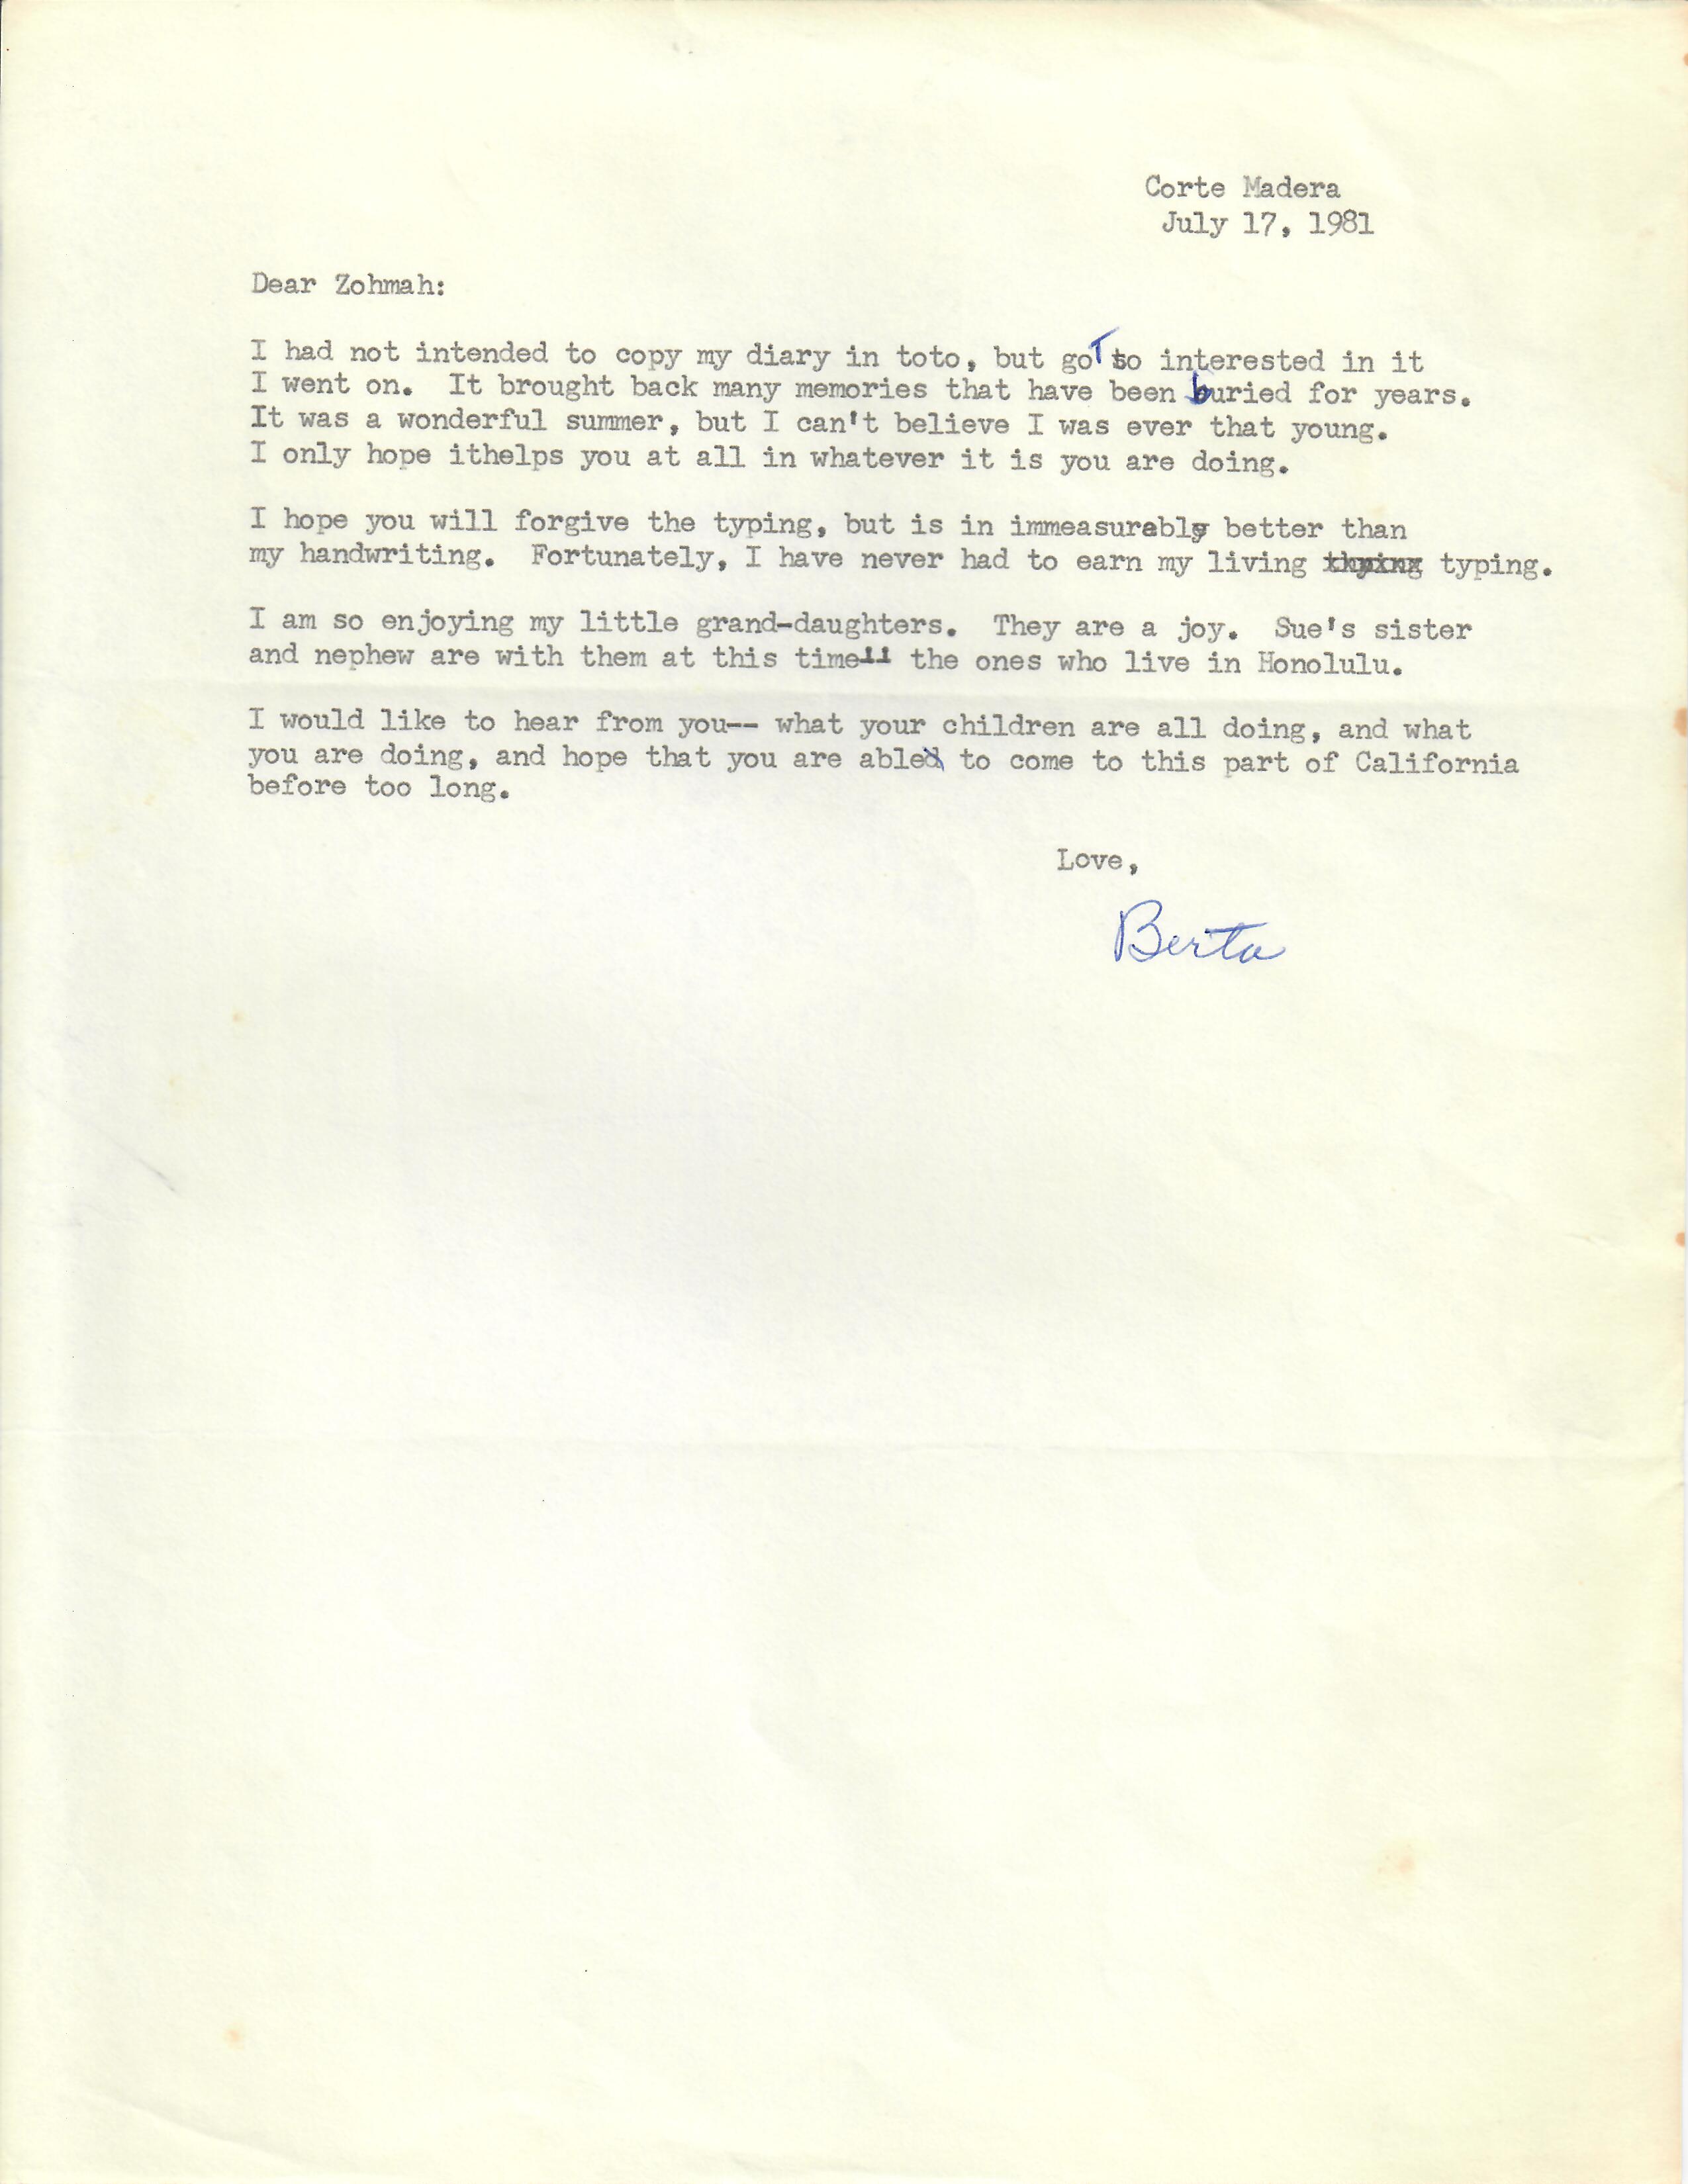 Corte Madera
July 17, 1981
Dear Zohmah:
I had not intended to copy my diary in toto, but goT so interested in it
I went on.  It brought back many memories that have been buried for years.
It was a wonderful summer, but I can't believe I was ever that young.
I only hope ithelps you at all in whatever it is you are doing.
I hope you will forgive the typing, but is in immeasurably better than
my handwriting.  Fortunately, I have never had to earn my living typing.
I am so enjoying my little grand-daughters.  They are a joy.  Sue's sister
and nephew are with them at this time-- the ones who live in Honolulu.
I would like to hear from you-- what your children are all doing, and what
you are doing, and hope that you are able to come to this part of California
before too long.
Love,
Berta